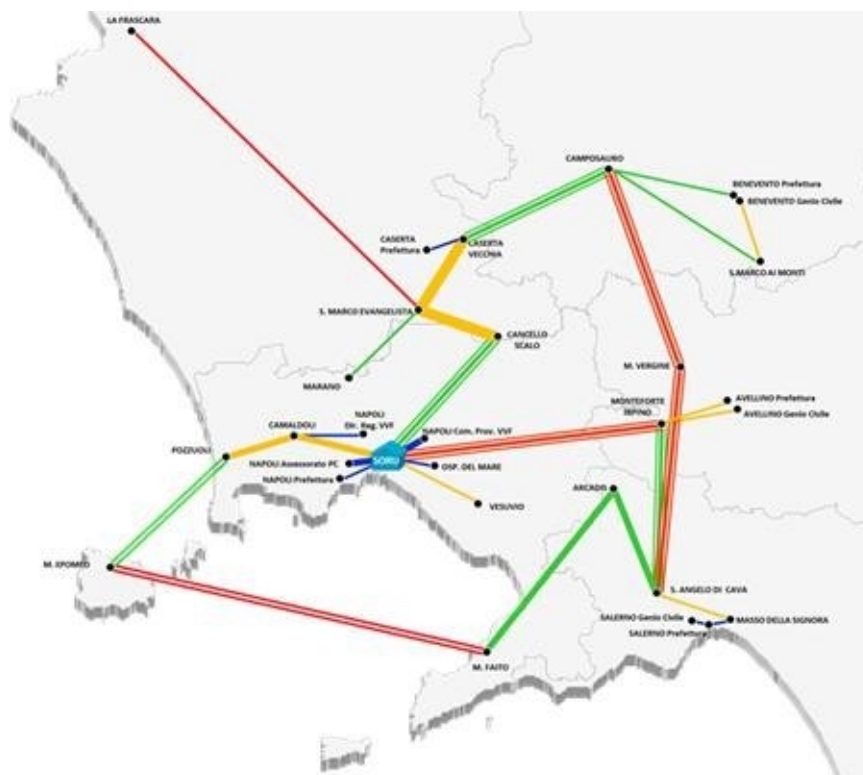 LA FRASCARA
CAMPOSAURO
BENEVENTO Prefettura
BENEVENTO Genio Civile
CASERTA
Prefettura
CASERTA
VECCHIA
S.MARCO AI MONTI
S. MARCO EVANGELISTA
CANCELLO
SCALO
M. VERGINE
MARANO
MONTEFORTE
IRPINO
AVELLINO Prefettura
AVELLINO Genio Civile
NAPOLI
Dir. Reg. VVF
CAMALDOLI
NAPOLI Com. Prov. VVF
POZZUOLI
NAPOLI Assessorato PC
SORU
OSP. DEL MARE
NAPOLI Prefettura
ARCADIS
VESUVIO
M. EPOMEO
S. ANGELO DI CAVA
SALERNO Genio Civile
MASSO DELLA SIGNORA
SALERNO Prefettura
M. FAITO